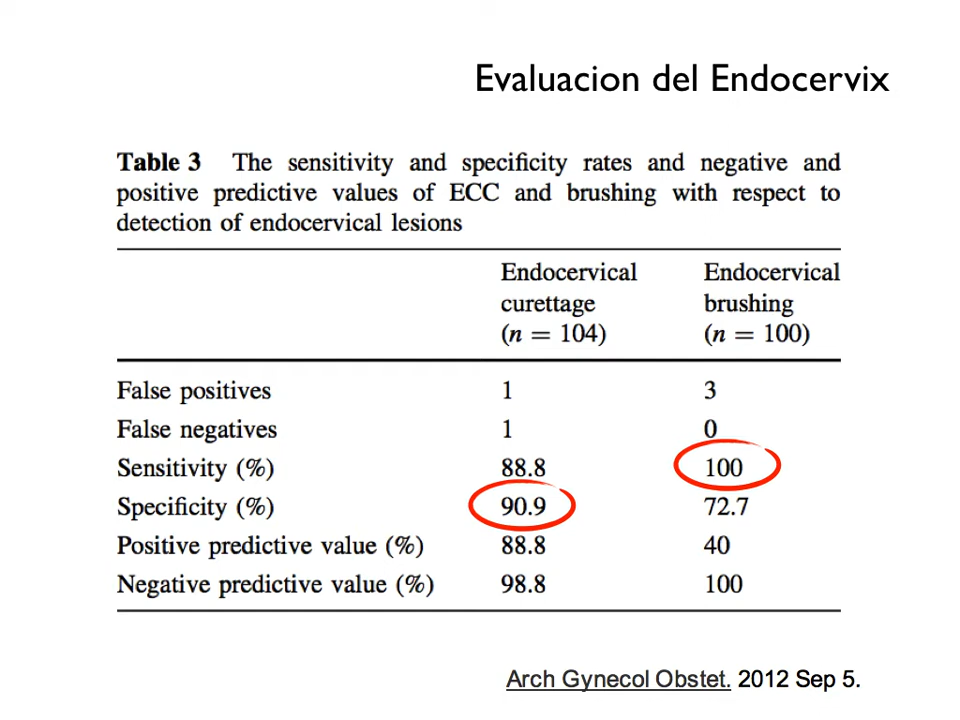 Evaluacion del Endocervix
Table 3 The sensitivity and specificity rates and negative and
positive predictive values of ECC and brushing with respect to
detection of endocervical lesions
Endocervical curettage (n = 104) Endocervical brushing (n = 100)
False positives 1 3
False negatives 1 0
Sensitivity (%) 88.8 100
Specificity (%) 90.9 72.7
Positive predictive value (%) 88.8 40
Negative predictive value (%) 98.8 100
Arch Gynecol Obstet. 2012 Sep 5.